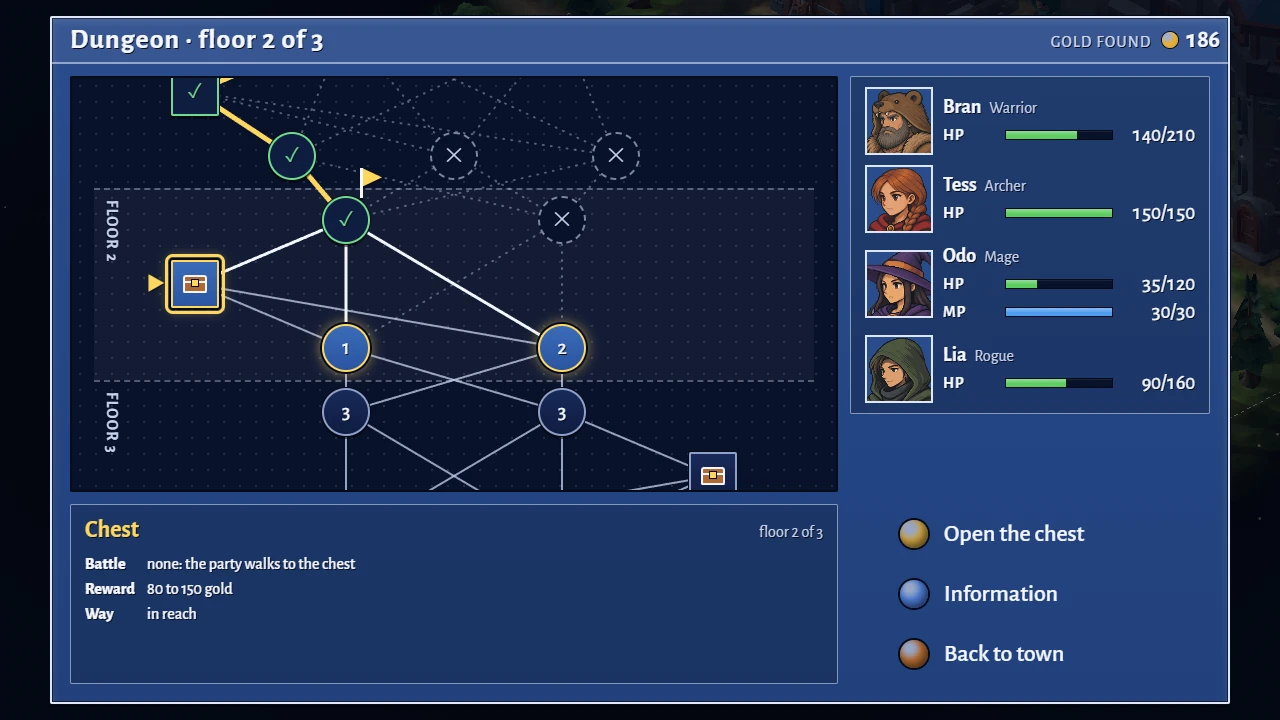 Dungeon · floor 2 of 3
GOLD FOUND 186
FLOOR 2
1
2
FLOOR 3
3
3
Bran Warrior
HP 140/210
Tess Archer
HP 150/150
Odo Mage
HP 35/120
MP 30/30
Lia Rogue
HP 90/160
Chest
floor 2 of 3
Battle none: the party walks to the chest
Reward 80 to 150 gold
Way in reach
Open the chest
Information
Back to town